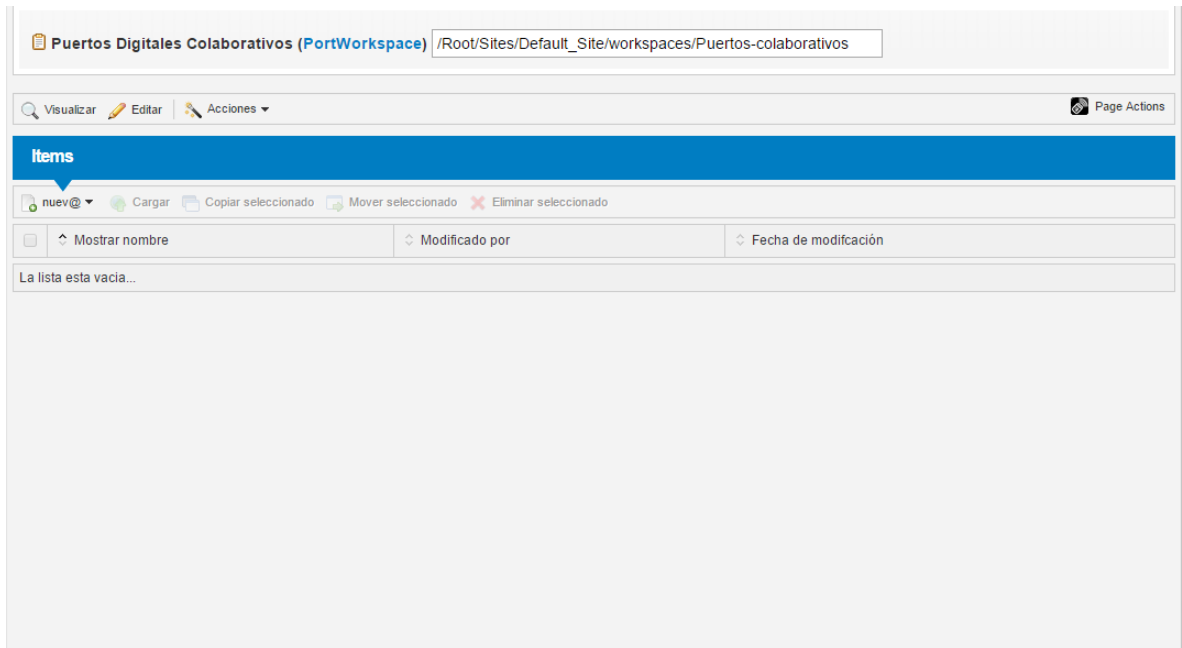 Puertos Digitales Colaborativos (PortWorkspace) /Root/Sites/Default_Site/workspaces/Puertos-colaborativos
Visualizar Editar Acciones Page Actions
Items
nuev@ Cargar Copiar seleccionado Mover seleccionado Eliminar seleccionado
Mostrar nombre Modificado por Fecha de modifcación
La lista esta vacia...